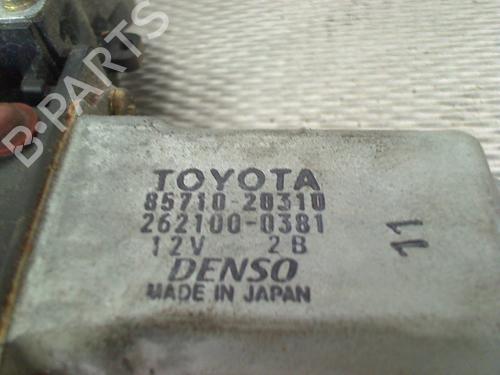 B-PARTS
TOYOTA
85710-20310
262100-0381
12V 2B
DENSO
MADE IN JAPAN
11